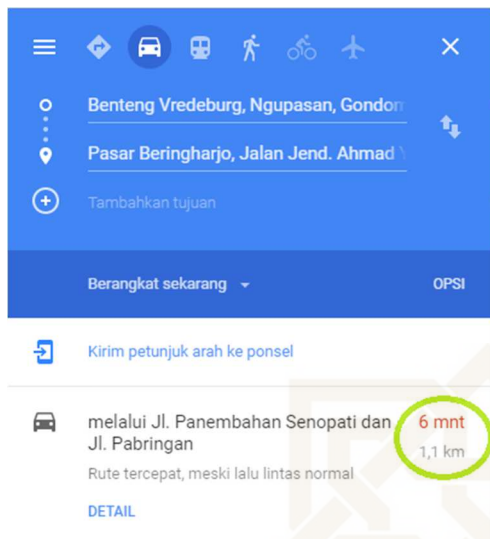 Benteng Vredeburg, Ngupasan, Gondom
Pasar Beringharjo, Jalan Jend. Ahmad
Tambahkan tujuan
Berangkat sekarang OPSI
Kirim petunjuk arah ke ponsel
melalui Jl. Panembahan Senopati dan 6 mnt
Jl. Pabringan 1,1 km
Rute tercepat, meski lalu lintas normal
DETAIL